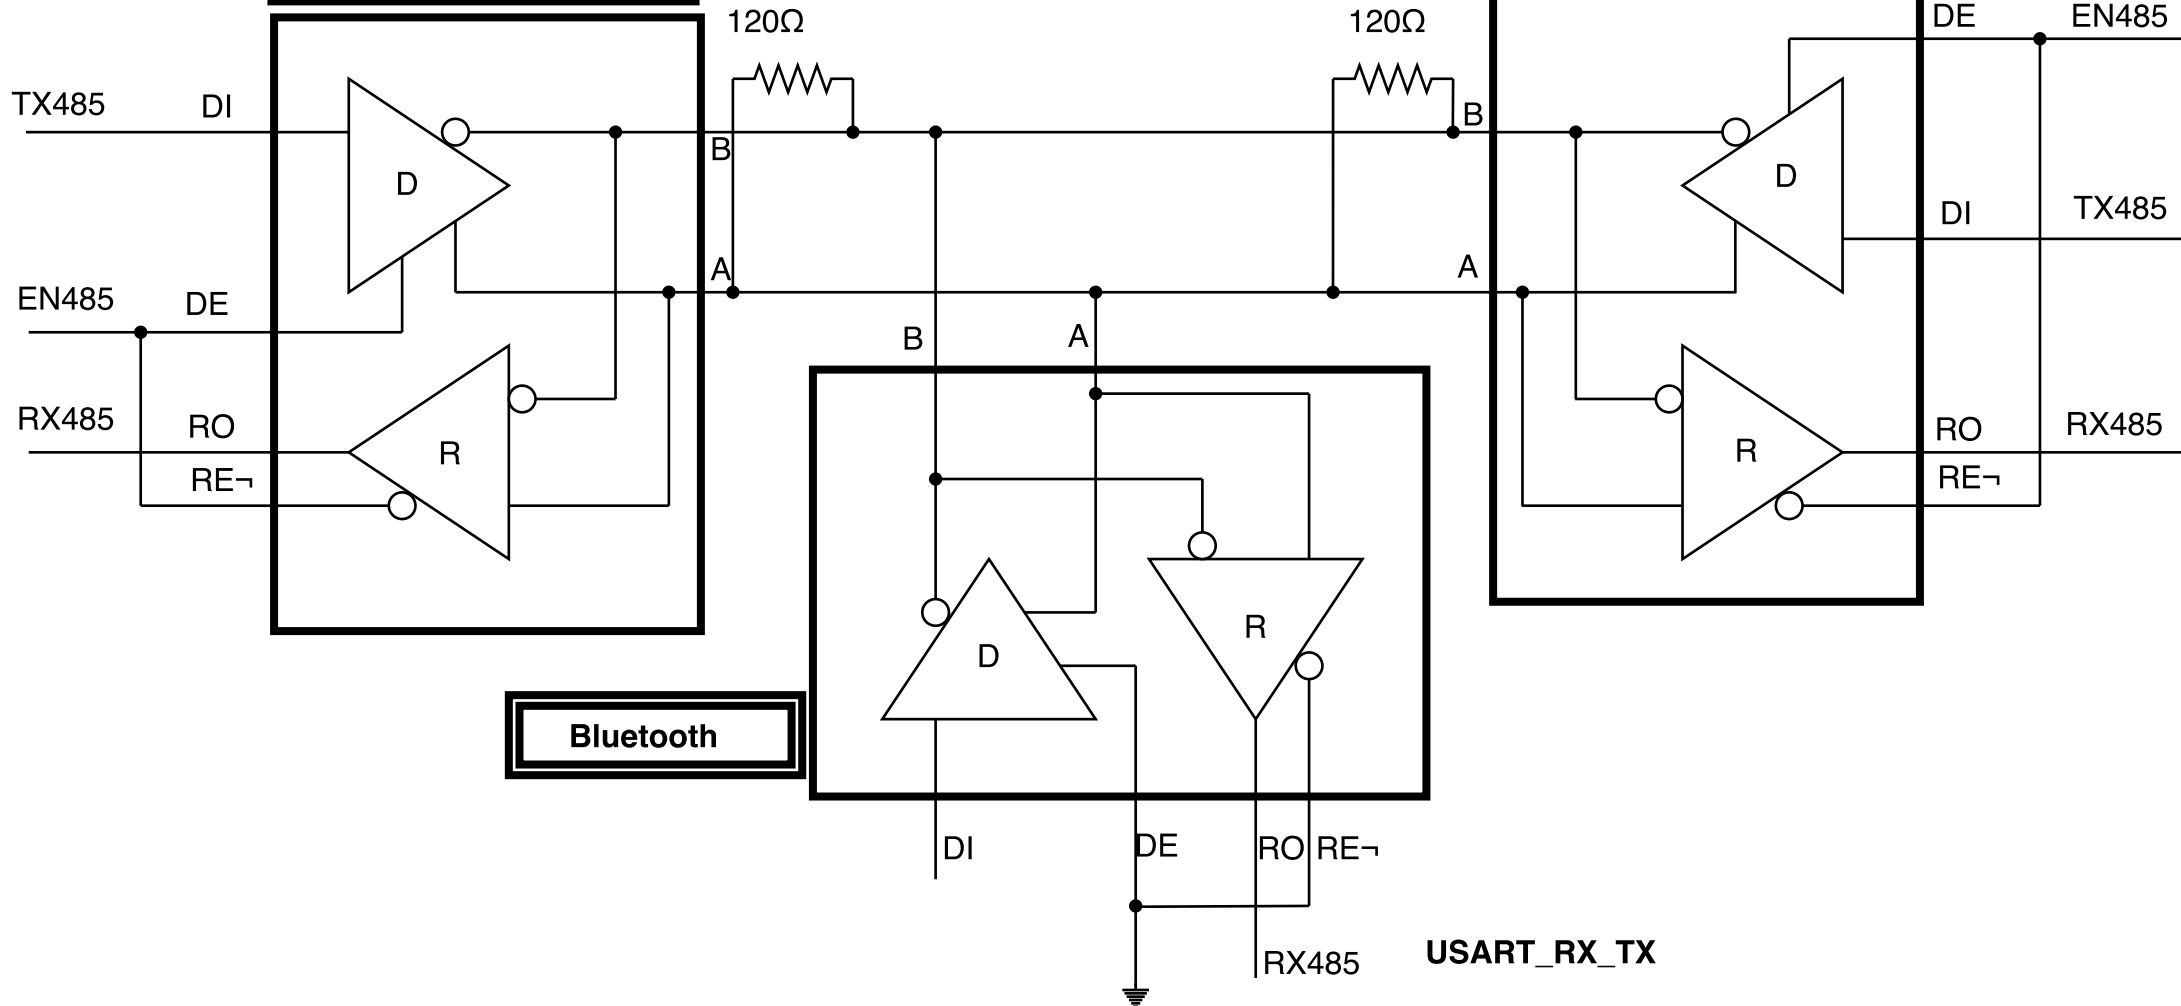 120Ω
120Ω
DE
EN485
TX485
DI
B
B
D
D
DI
TX485
A
A
EN485
DE
B
A
RX485
RO
R
R
RO
RX485
RE¬
RE¬
D
R
Bluetooth
DI
DE
RO
RE¬
RX485
USART_RX_TX